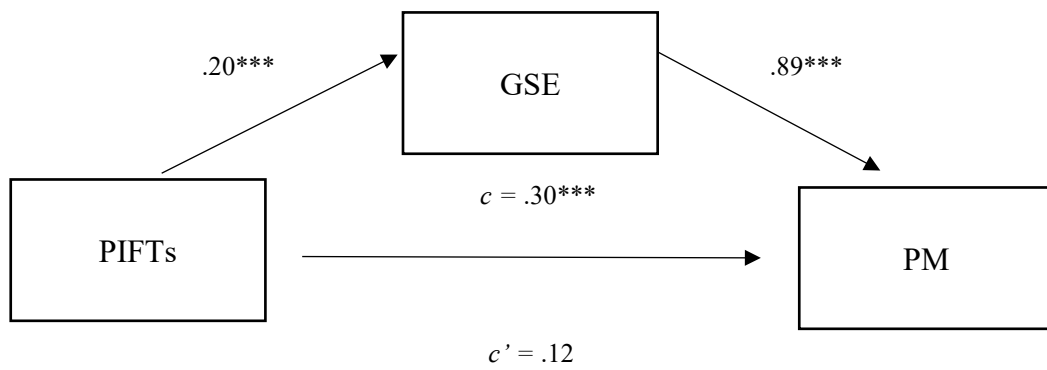 .20***
GSE
.89***
c = .30***
PIFTs
PM
c’ = .12